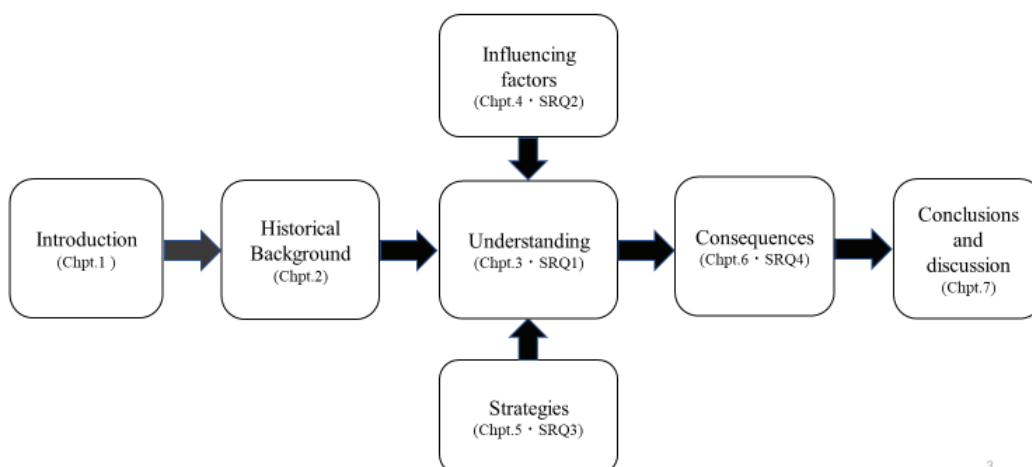 Influencing
factors
(Chpt.4・SRQ2)
Introduction
(Chpt.1 )
Historical
Background
(Chpt.2)
Understanding
(Chpt.3・SRQ1)
Consequences
(Chpt.6・SRQ4)
Conclusions
and
discussion
(Chpt.7)
Strategies
(Chpt.5・SRQ3)
3